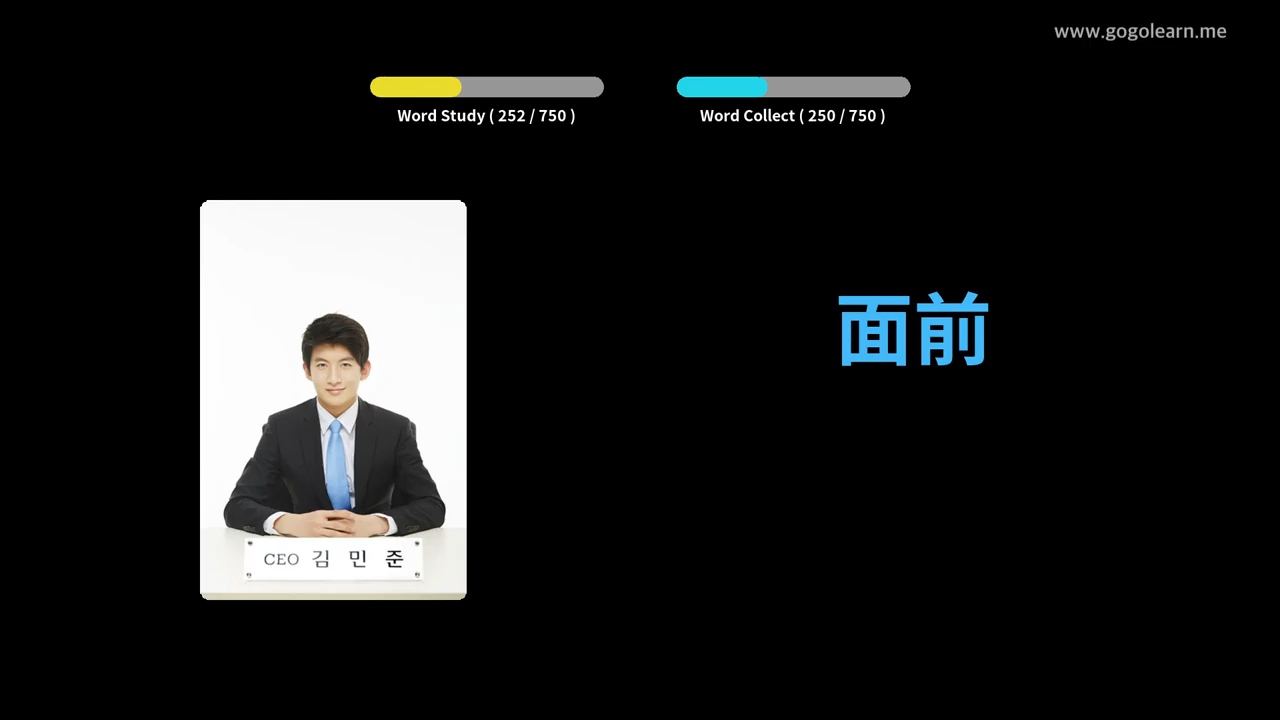 www.gogolearn.me
Word Study ( 252 / 750 )
Word Collect ( 250 / 750 )
面前
CEO 김 민 준